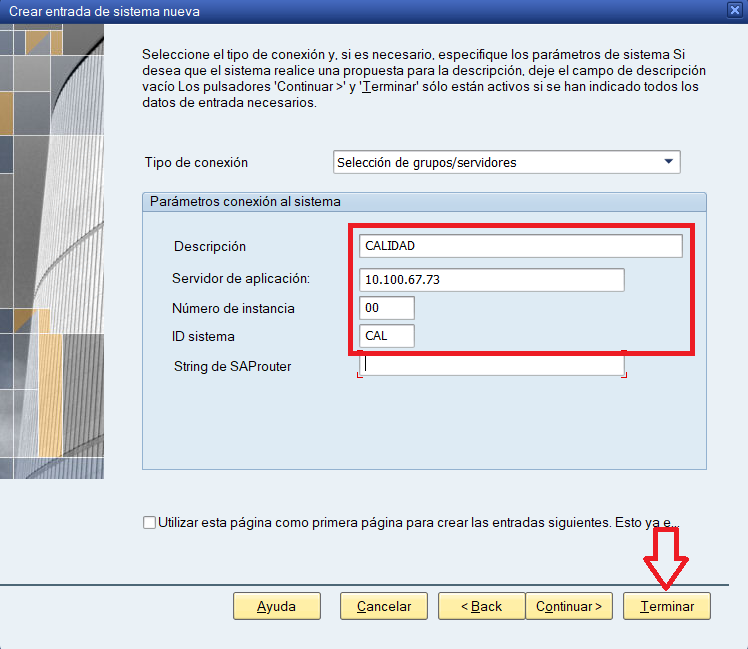 Crear entrada de sistema nueva
Seleccione el tipo de conexión y, si es necesario, especifique los parámetros de sistema Si
desea que el sistema realice una propuesta para la descripción, deje el campo de descripción
vacío Los pulsadores 'Continuar >' y 'Terminar' sólo están activos si se han indicado todos los
datos de entrada necesarios.
Tipo de conexión Selección de grupos/servidores
Parámetros conexión al sistema
Descripción CALIDAD
Servidor de aplicación: 10.100.67.73
Número de instancia 00
ID sistema CAL
String de SAProuter
Utilizar esta página como primera página para crear las entradas siguientes. Esto ya e...
Ayuda Cancelar < Back Continuar > Terminar